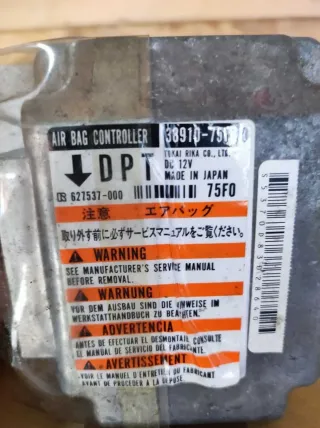 AIR BAG CONTROLLER
TOKAI RIKA CO., LTD.
DC 12V
DPT
MADE IN JAPAN
627537-000
75F0
注意 エアバッグ
取り外す前に必ずサービスマニュアルをご覧ください。
WARNING
SEE MANUFACTURER'S SERVICE MANUAL
BEFORE REMOVAL.
WARNUNG
VOR DEM AUSBAU SIND DIE HINWEISE IM
WERKSTATTHANDBUCH ZU BEACHTEN
ADVERTENCIA
ANTES DE EFECTUAR EL DESMONTAJE CONSULTE
EL MANUAL DE SERVICIO DEL FABRICANTE.
AVERTISSEMENT
VOIR LE MANUEL D'ENTRETIEN DU FABRICANT
AVANT DE PROCEDER A LA DEPOSE